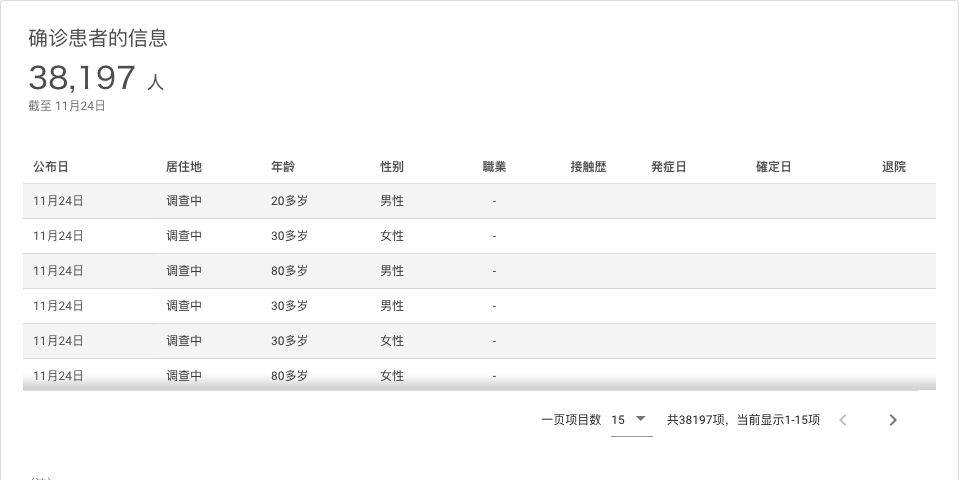 确诊患者的信息
38,197 人
截至 11月24日
公布日 居住地 年龄 性别 職業 接触歴 発症日 確定日 退院
11月24日 调查中 20多岁 男性 -
11月24日 调查中 30多岁 女性 -
11月24日 调查中 80多岁 男性 -
11月24日 调查中 30多岁 男性 -
11月24日 调查中 30多岁 女性 -
11月24日 调查中 80多岁 女性 -
一页项目数 15 共38197项，当前显示1-15项